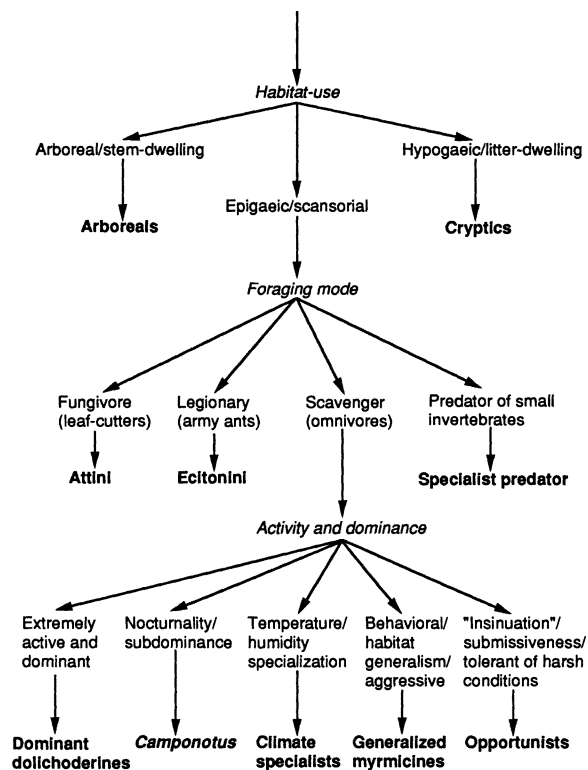 Habitat-use
Arboreal/stem-dwelling
Hypogaeic/litter-dwelling
Arboreals
Epigaeic/scansorial
Cryptics
Foraging mode
Fungivore
(leaf-cutters)
Legionary
(army ants)
Scavenger
(omnivores)
Predator of small
invertebrates
Attini
Ecitonini
Specialist predator
Activity and dominance
Extremely
active and
dominant
Nocturnality/
subdominance
Temperature/
humidity
specialization
Behavioral/
habitat
generalism/
aggressive
"Insinuation"/
submissiveness/
tolerant of harsh
conditions
Dominant
dolichoderines
Camponotus
Climate
specialists
Generalized
myrmicines
Opportunists